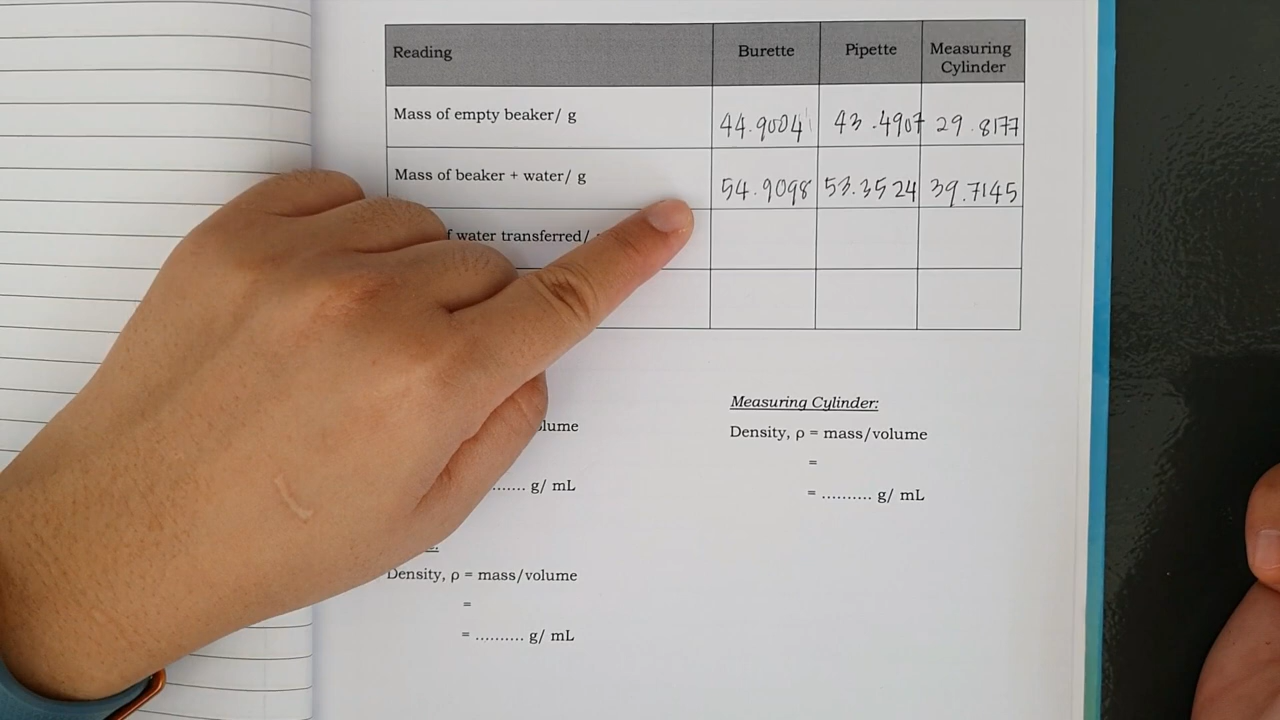 Reading Burette Pipette Measuring Cylinder
Mass of empty beaker/ g 44.9004 43.4907 29.8177
Mass of beaker + water/ g 54.9098 53.3524 39.7145
water transferred/
Measuring Cylinder:
Density, ρ = mass/volume
=
= .......... g/ mL
....... g/ mL
Density, ρ = mass/volume
=
= .......... g/ mL